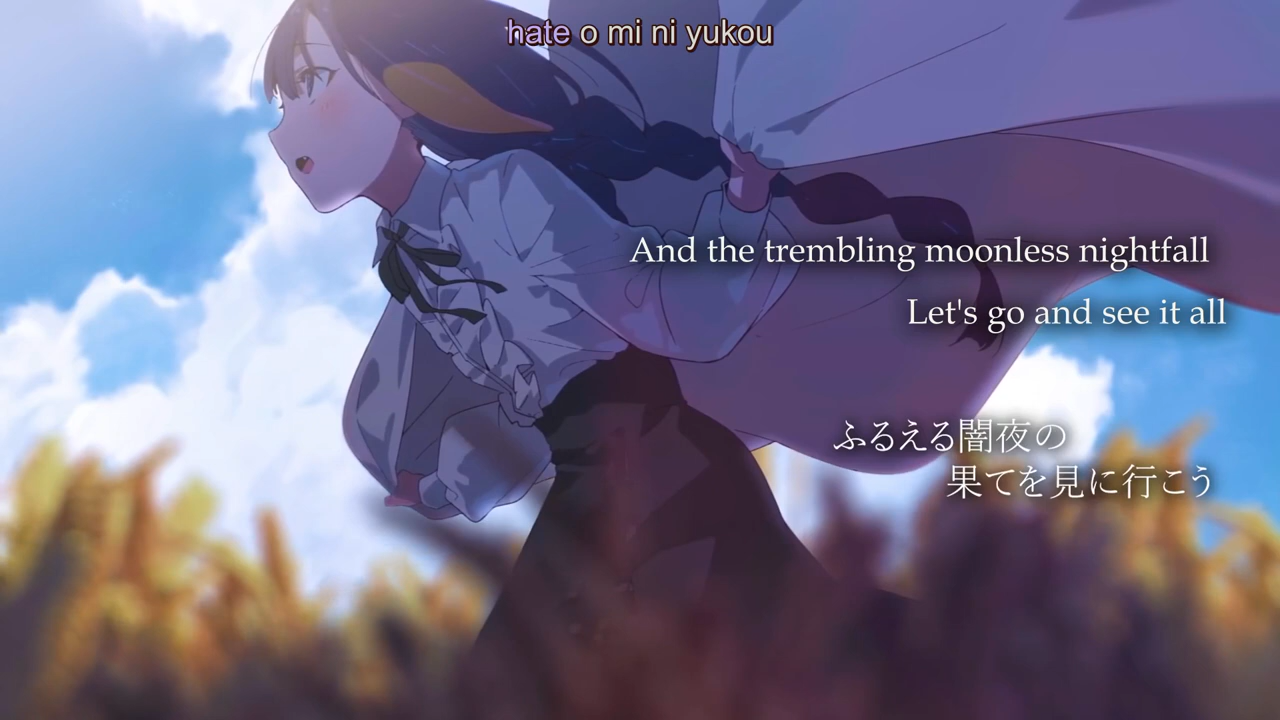 hate o mi ni yukou
And the trembling moonless nightfall
Let's go and see it all
ふるえる闇夜の
果てを見に行こう